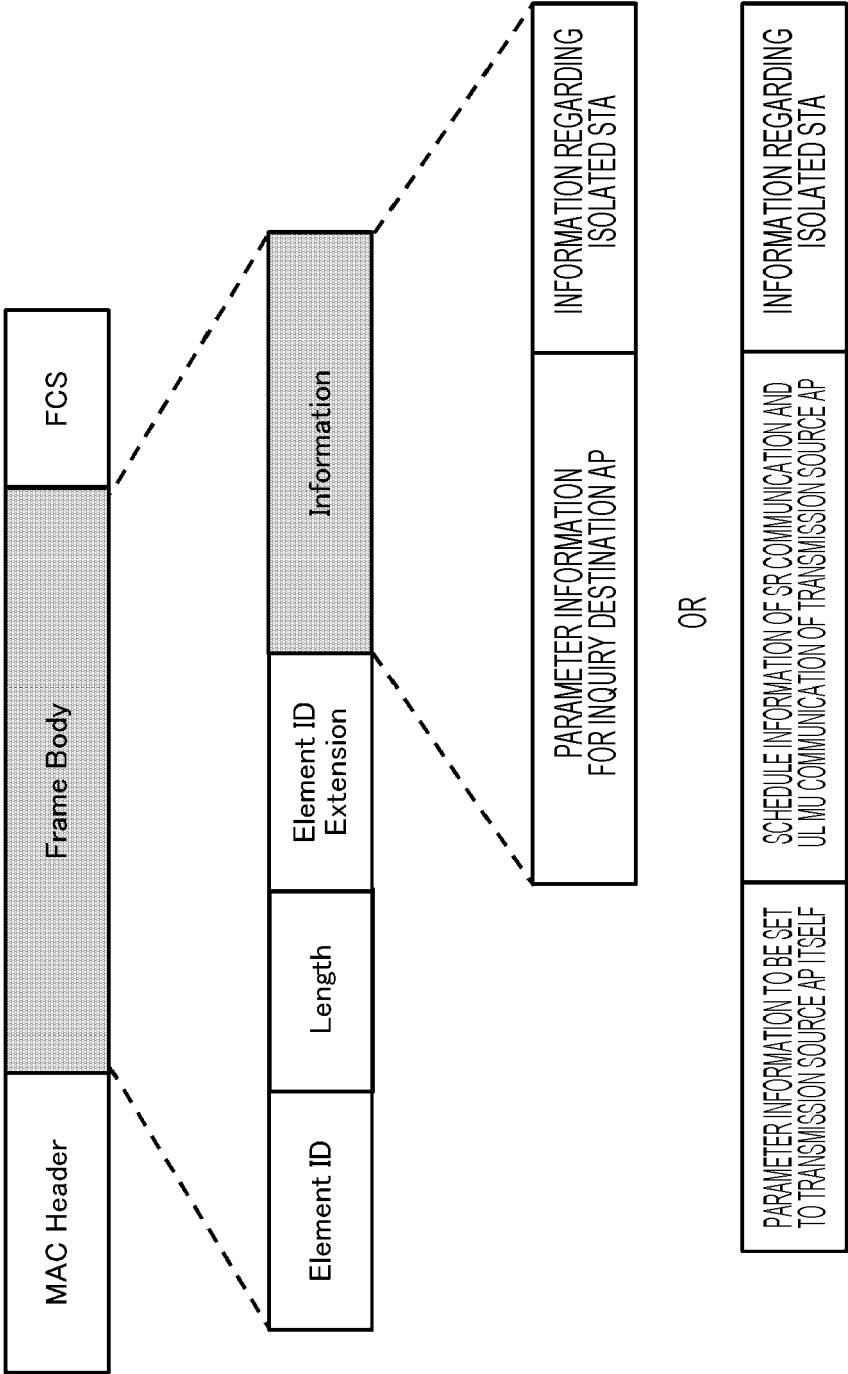 MAC Header
Frame Body
FCS
Element ID
Length
Element ID
Extension
Information
PARAMETER INFORMATION
FOR INQUIRY DESTINATION AP
INFORMATION REGARDING
ISOLATED STA
OR
PARAMETER INFORMATION TO BE SET
TO TRANSMISSION SOURCE AP ITSELF
SCHEDULE INFORMATION OF SR COMMUNICATION AND
UL MU COMMUNICATION OF TRANSMISSION SOURCE AP
INFORMATION REGARDING
ISOLATED STA